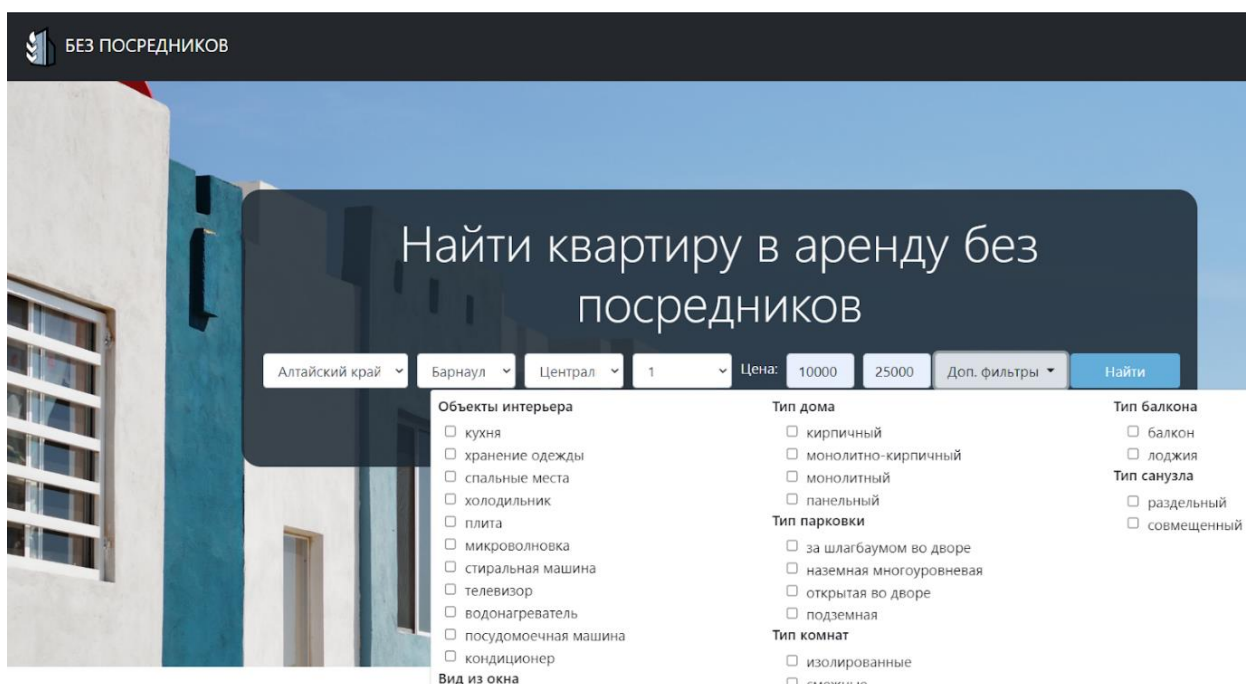 БЕЗ ПОСРЕДНИКОВ
Найти квартиру в аренду без
посредников
Алтайский край Барнаул Централ 1 Цена: 10000 25000 Доп. фильтры Найти
Объекты интерьера
кухня
хранение одежды
спальные места
холодильник
плита
микроволновка
стиральная машина
телевизор
водонагреватель
посудомоечная машина
кондиционер
Вид из окна
Тип дома
кирпичный
монолитно-кирпичный
монолитный
панельный
Тип парковки
за шлагбаумом во дворе
наземная многоуровневая
открытая во дворе
подземная
Тип комнат
изолированные
смежные
Тип балкона
балкон
лоджия
Тип санузла
раздельный
совмещенный